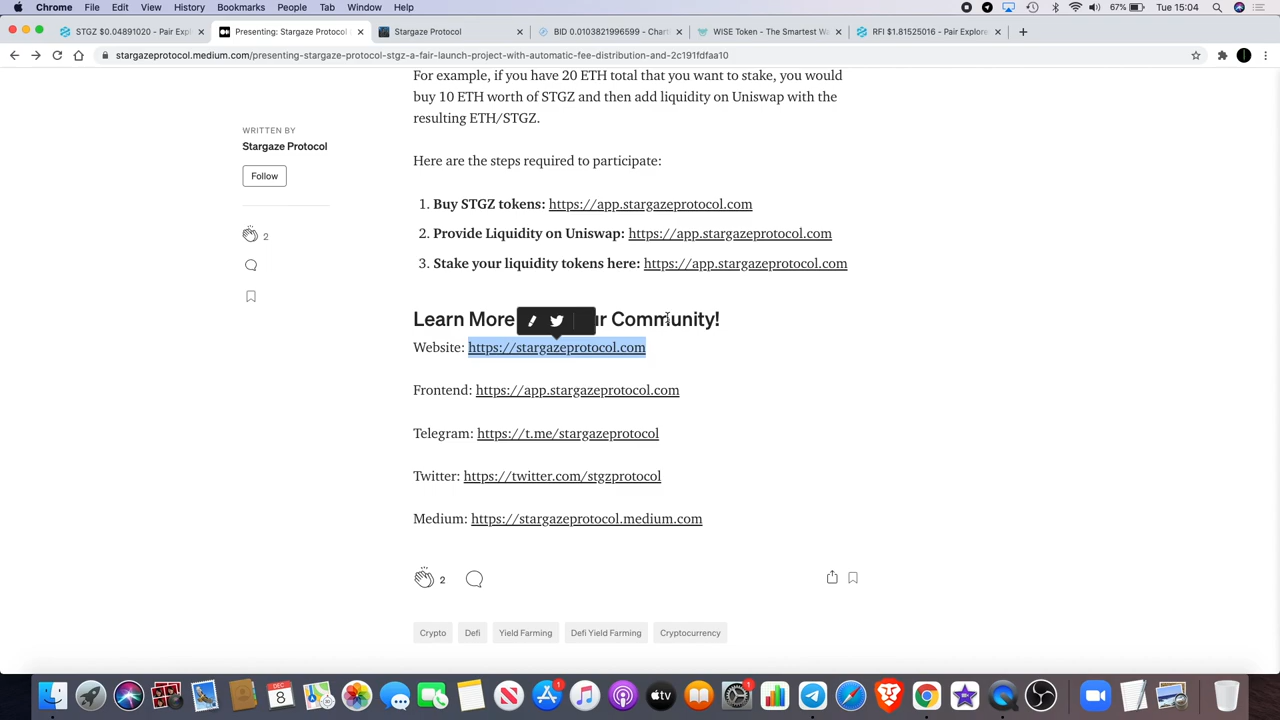 Chrome File Edit View History Bookmarks People Tab Window Help 67% Tue 15:04
STGZ $0.04891020 – Pair Expl
Presenting: Stargaze Protocol
Stargaze Protocol
BID 0.0103821996599 – Chart
WISE Token – The Smartest W
RFI $1.81525016 – Pair Explore
stargazeprotocol.medium.com/presenting-stargaze-protocol-stgz-a-fair-launch-project-with-automatic-fee-distribution-and-2c191fdfaa10
For example, if you have 20 ETH total that you want to stake, you would
buy 10 ETH worth of STGZ and then add liquidity on Uniswap with the
resulting ETH/STGZ.
WRITTEN BY
Stargaze Protocol
Follow
2
Here are the steps required to participate:
1. Buy STGZ tokens: https://app.stargazeprotocol.com
2. Provide Liquidity on Uniswap: https://app.stargazeprotocol.com
3. Stake your liquidity tokens here: https://app.stargazeprotocol.com
Learn More ur Community!
Website: https://stargazeprotocol.com
Frontend: https://app.stargazeprotocol.com
Telegram: https://t.me/stargazeprotocol
Twitter: https://twitter.com/stgzprotocol
Medium: https://stargazeprotocol.medium.com
2
Crypto Defi Yield Farming Defi Yield Farming Cryptocurrency
DEC
8
1
tv
1